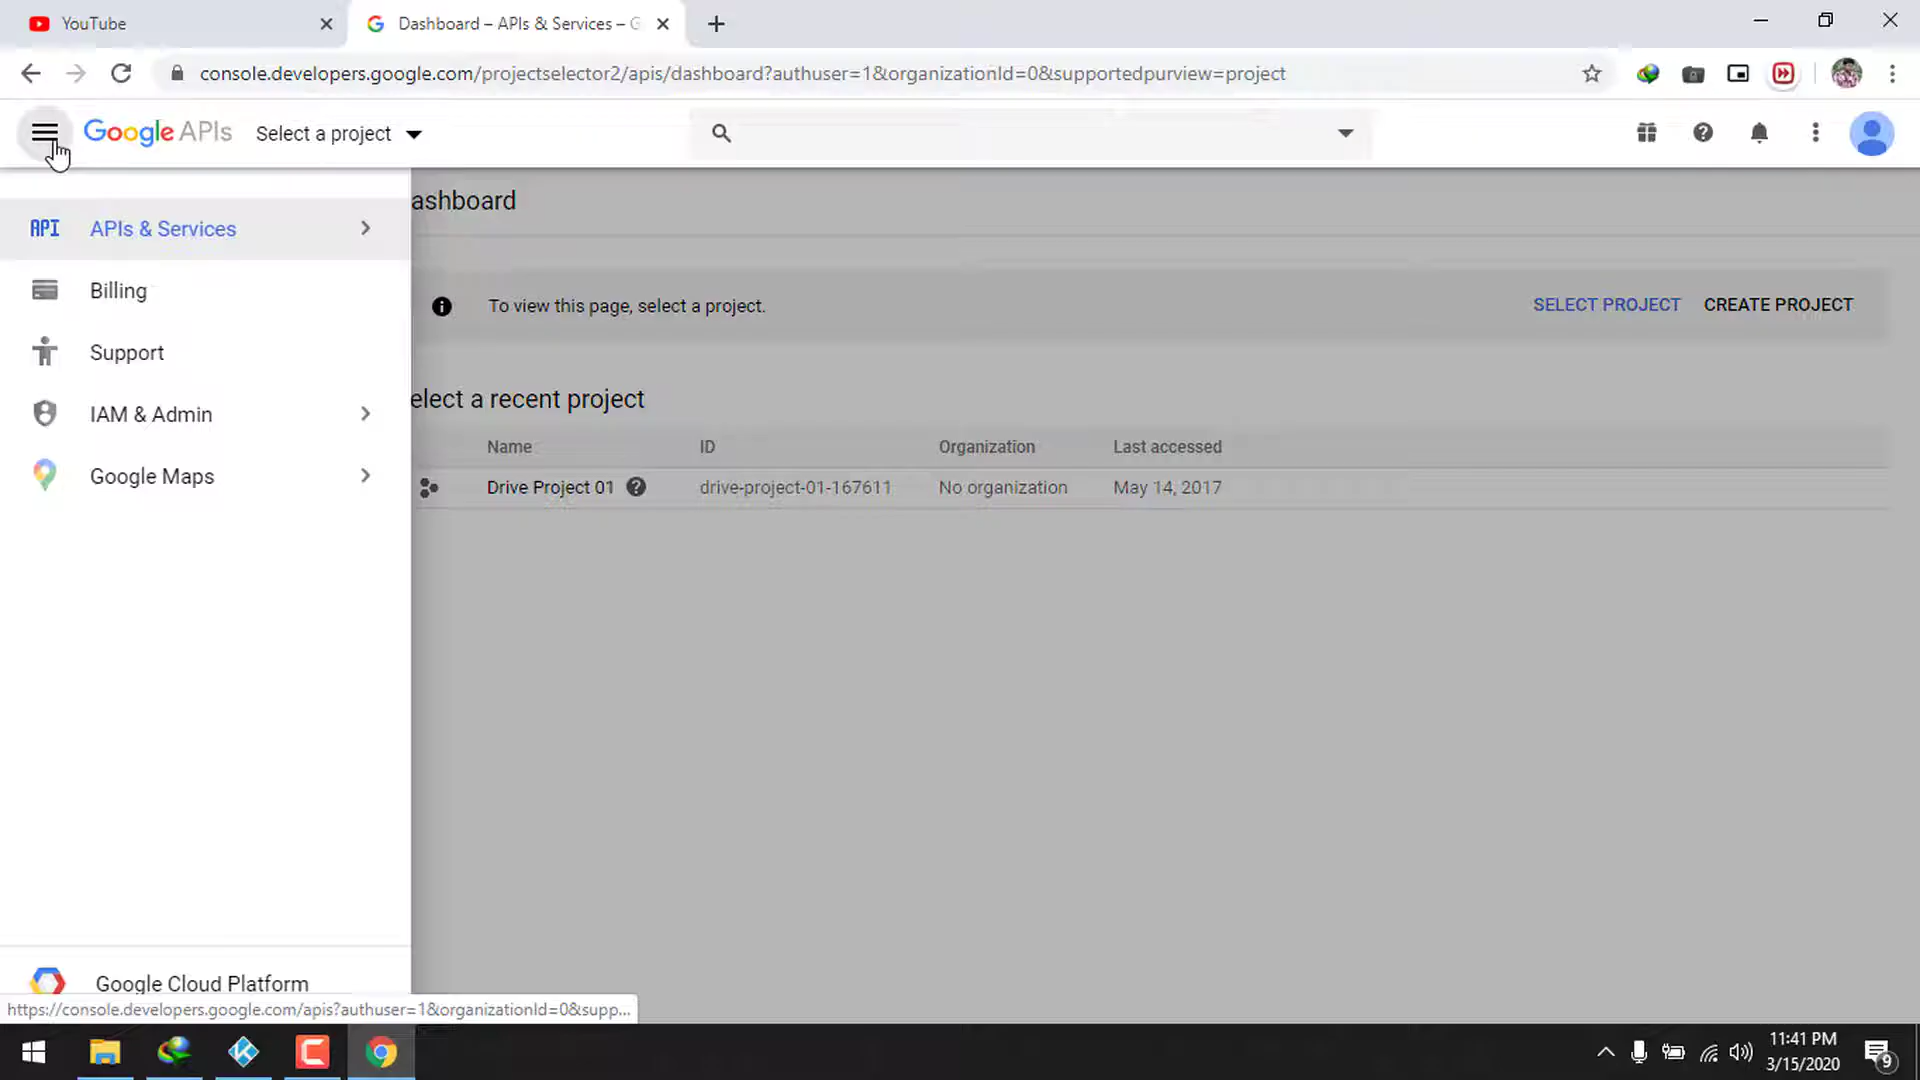 YouTube
Dashboard – APIs & Services – G
console.developers.google.com/projectselector2/apis/dashboard?authuser=1&organizationId=0&supportedpurview=project
Google APIs
Select a project
ashboard
API
APIs & Services
Billing
Support
IAM & Admin
Google Maps
To view this page, select a project.
SELECT PROJECT
CREATE PROJECT
elect a recent project
Name
ID
Organization
Last accessed
Drive Project 01
drive-project-01-167611
No organization
May 14, 2017
Google Cloud Platform
https://console.developers.google.com/apis?authuser=1&organizationId=0&supp...
11:41 PM
3/15/2020
9